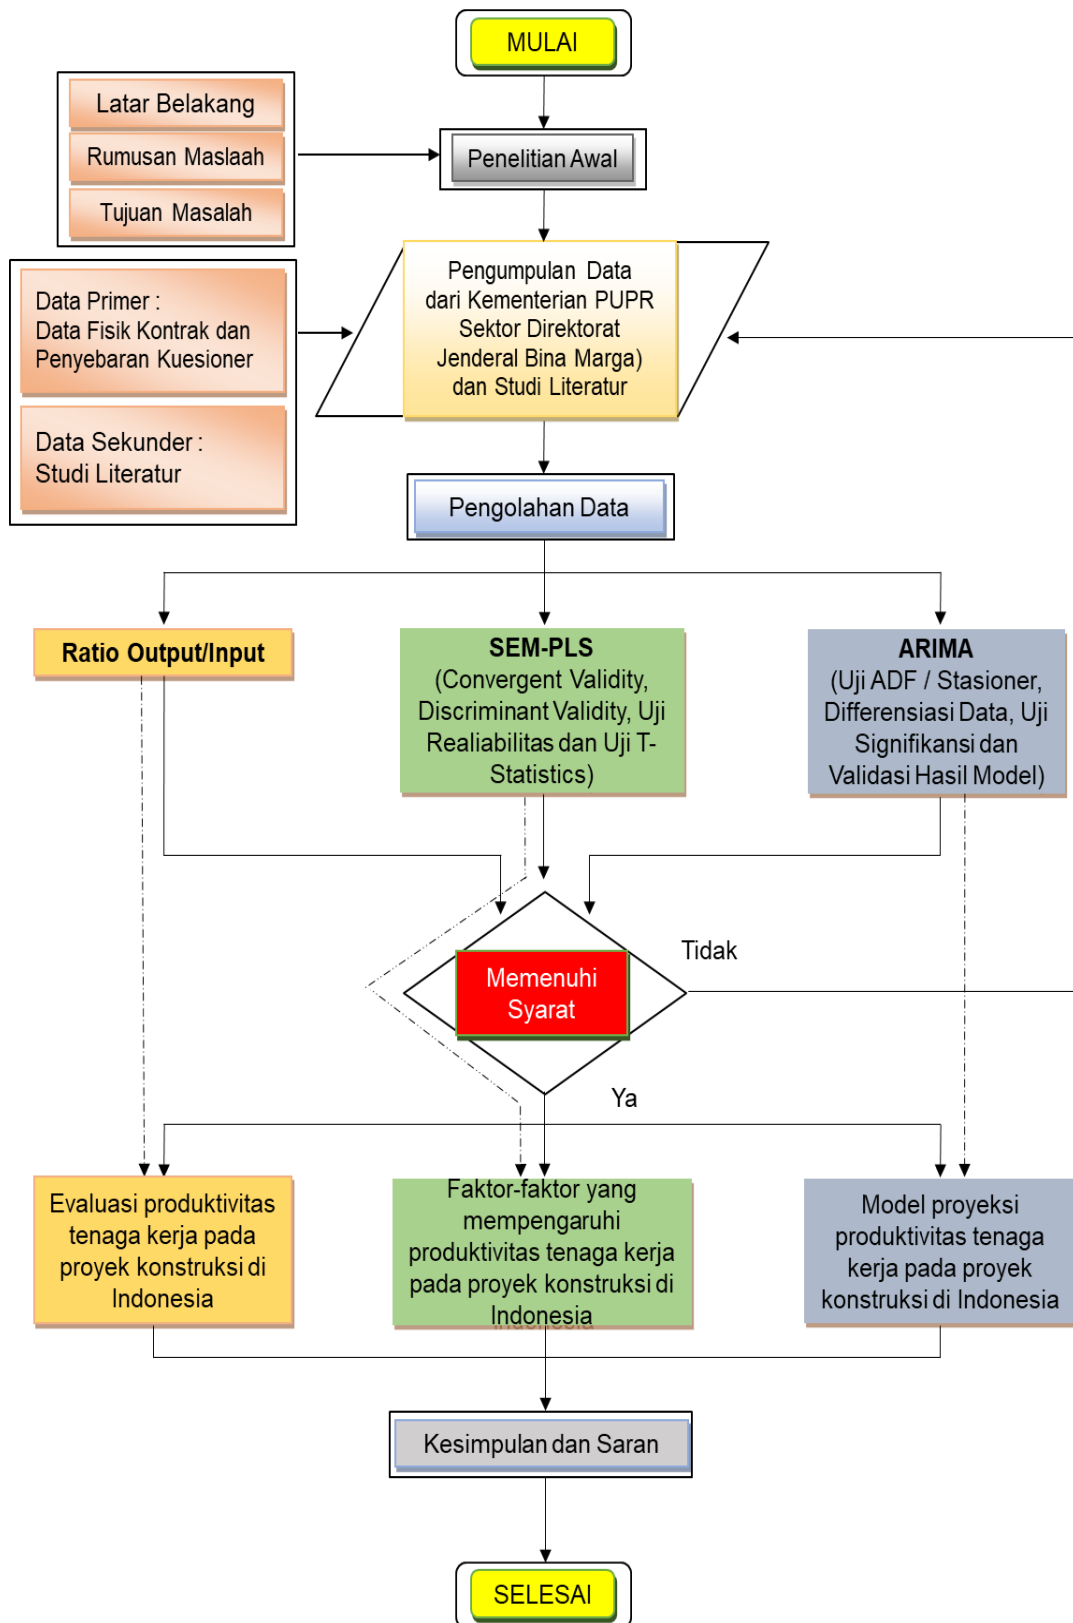 MULAI
Latar Belakang
Rumusan Maslaah
Tujuan Masalah
Penelitian Awal
Data Primer :
Data Fisik Kontrak dan
Penyebaran Kuesioner
Data Sekunder :
Studi Literatur
Pengumpulan Data
dari Kementerian PUPR
Sektor Direktorat
Jenderal Bina Marga)
dan Studi Literatur
Pengolahan Data
Ratio Output/Input
SEM-PLS
(Convergent Validity,
Discriminant Validity, Uji
Realiabilitas dan Uji T-
Statistics)
ARIMA
(Uji ADF / Stasioner,
Differensiasi Data, Uji
Signifikansi dan
Validasi Hasil Model)
Memenuhi
Syarat
Tidak
Ya
Evaluasi produktivitas
tenaga kerja pada
proyek konstruksi di
Indonesia
Faktor-faktor yang
mempengaruhi
produktivitas tenaga kerja
pada proyek konstruksi di
Indonesia
Model proyeksi
produktivitas tenaga
kerja pada proyek
konstruksi di Indonesia
Kesimpulan dan Saran
SELESAI